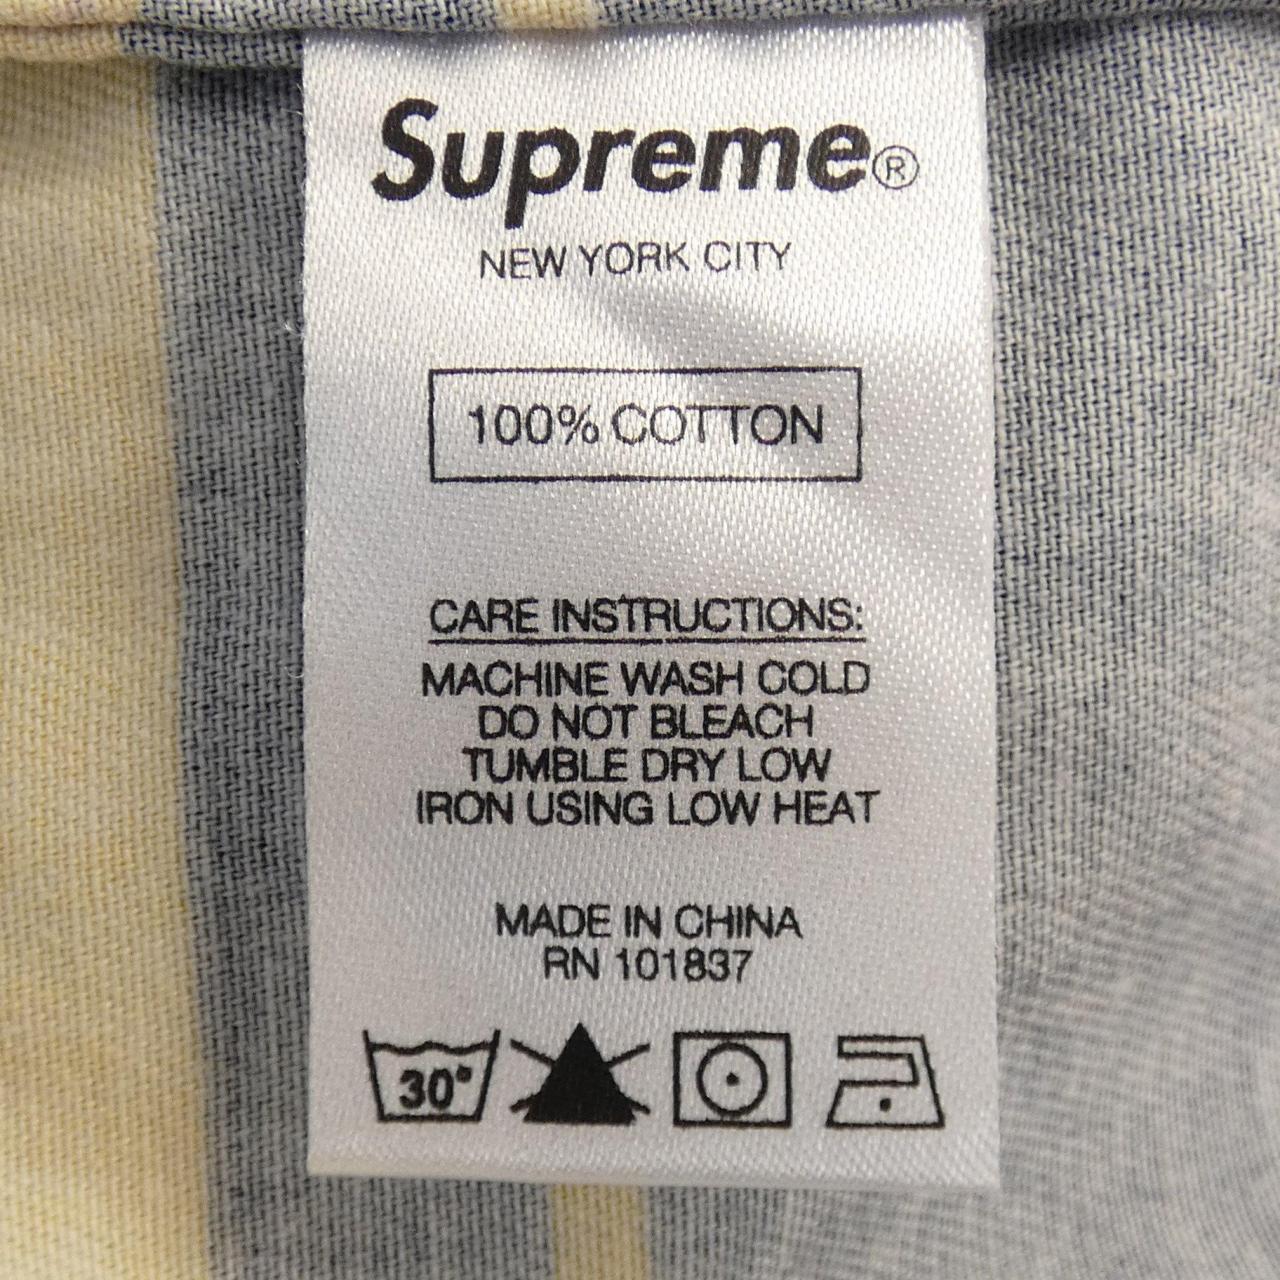 Supreme®
NEW YORK CITY
100% COTTON
CARE INSTRUCTIONS:
MACHINE WASH COLD
DO NOT BLEACH
TUMBLE DRY LOW
IRON USING LOW HEAT
MADE IN CHINA
RN 101837
30°